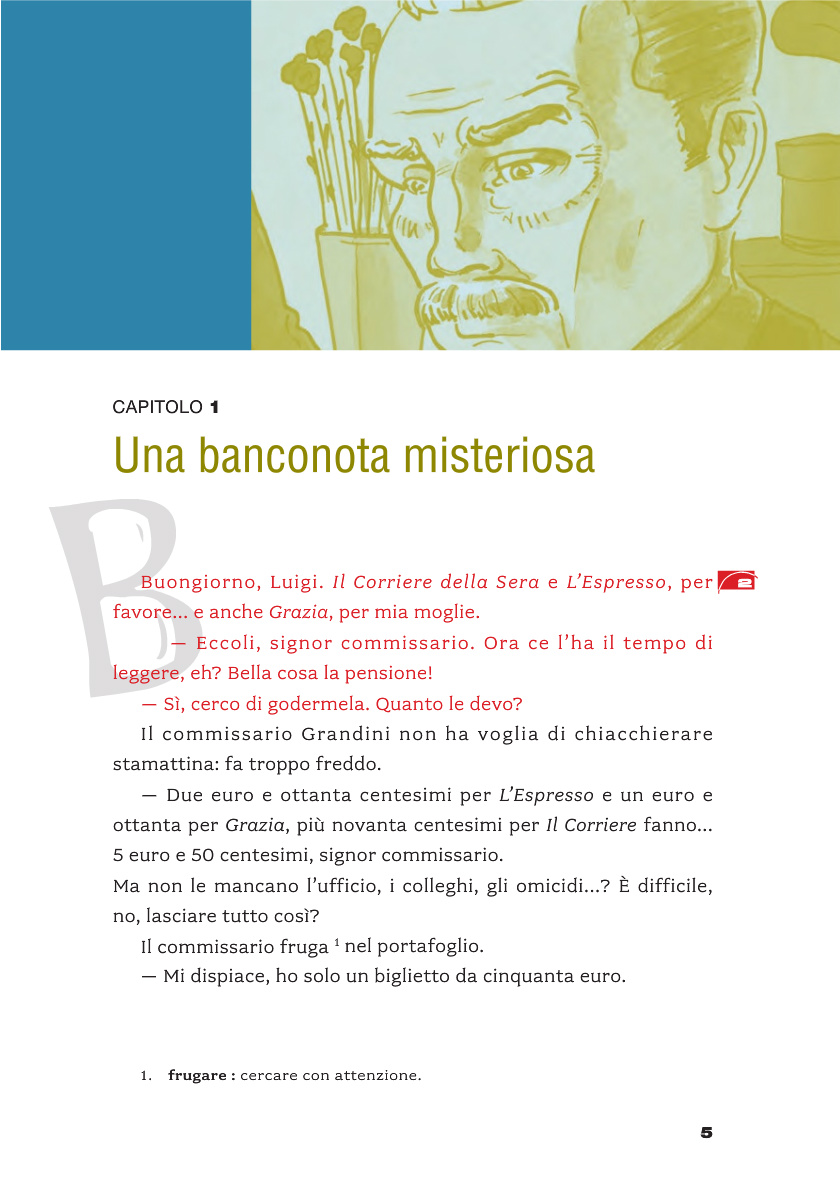 CAPITOLO 1
Una banconota misteriosa
B
Buongiorno, Luigi. Il Corriere della Sera e L'Espresso, per 2
favore... e anche Grazia, per mia moglie.
— Eccoli, signor commissario. Ora ce l'ha il tempo di
leggere, eh? Bella cosa la pensione!
— Sì, cerco di godermela. Quanto le devo?
Il commissario Grandini non ha voglia di chiacchierare
stamattina: fa troppo freddo.
— Due euro e ottanta centesimi per L'Espresso e un euro e
ottanta per Grazia, più novanta centesimi per Il Corriere fanno...
5 euro e 50 centesimi, signor commissario.
Ma non le mancano l'ufficio, i colleghi, gli omicidi...? È difficile,
no, lasciare tutto così?
Il commissario fruga ¹ nel portafoglio.
— Mi dispiace, ho solo un biglietto da cinquanta euro.
1. frugare : cercare con attenzione.
5